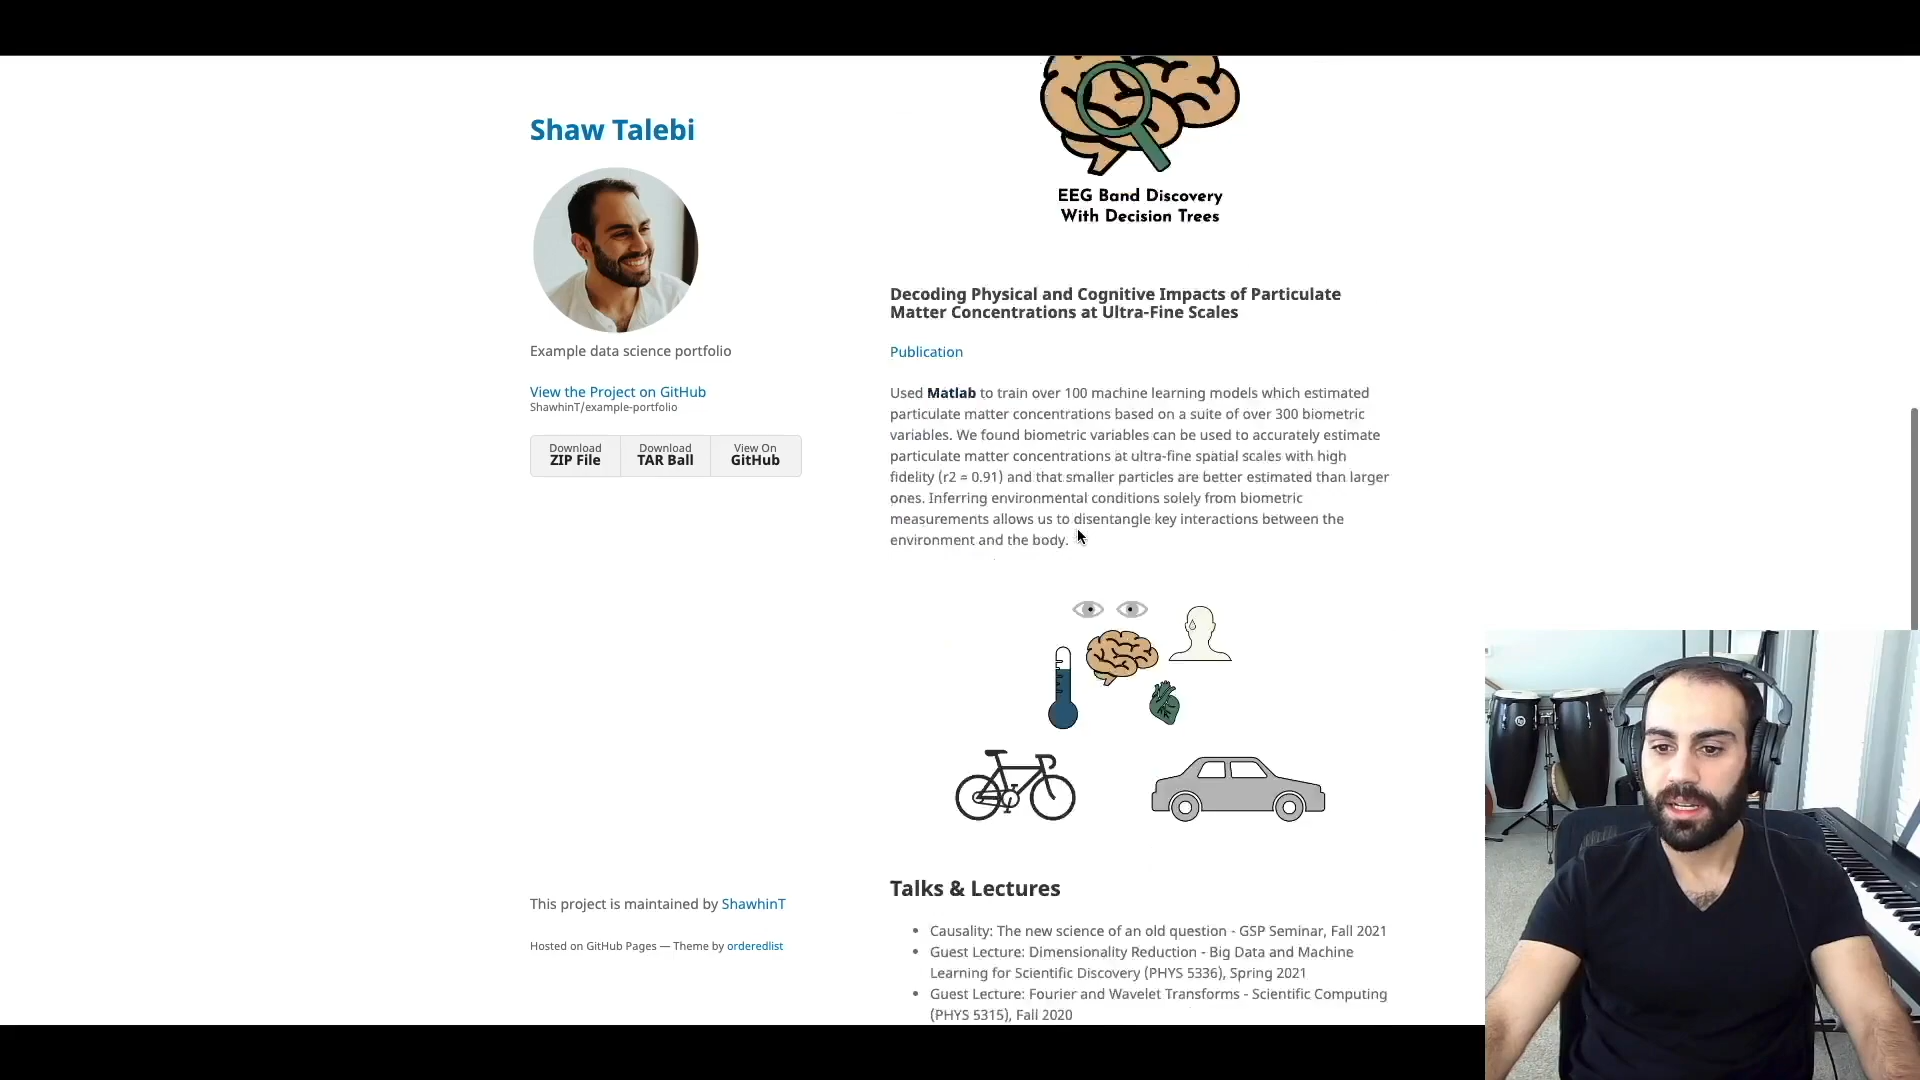 Shaw Talebi
Example data science portfolio
View the Project on GitHub
ShawhinT/example-portfolio
Download
ZIP File
Download
TAR Ball
View On
GitHub
This project is maintained by ShawhinT
Hosted on GitHub Pages — Theme by orderedlist
EEG Band Discovery
With Decision Trees
Decoding Physical and Cognitive Impacts of Particulate
Matter Concentrations at Ultra-Fine Scales
Publication
Used Matlab to train over 100 machine learning models which estimated
particulate matter concentrations based on a suite of over 300 biometric
variables. We found biometric variables can be used to accurately estimate
particulate matter concentrations at ultra-fine spatial scales with high
fidelity (r2 = 0.91) and that smaller particles are better estimated than larger
ones. Inferring environmental conditions solely from biometric
measurements allows us to disentangle key interactions between the
environment and the body.
Talks & Lectures
• Causality: The new science of an old question - GSP Seminar, Fall 2021
• Guest Lecture: Dimensionality Reduction - Big Data and Machine
Learning for Scientific Discovery (PHYS 5336), Spring 2021
• Guest Lecture: Fourier and Wavelet Transforms - Scientific Computing
(PHYS 5315), Fall 2020